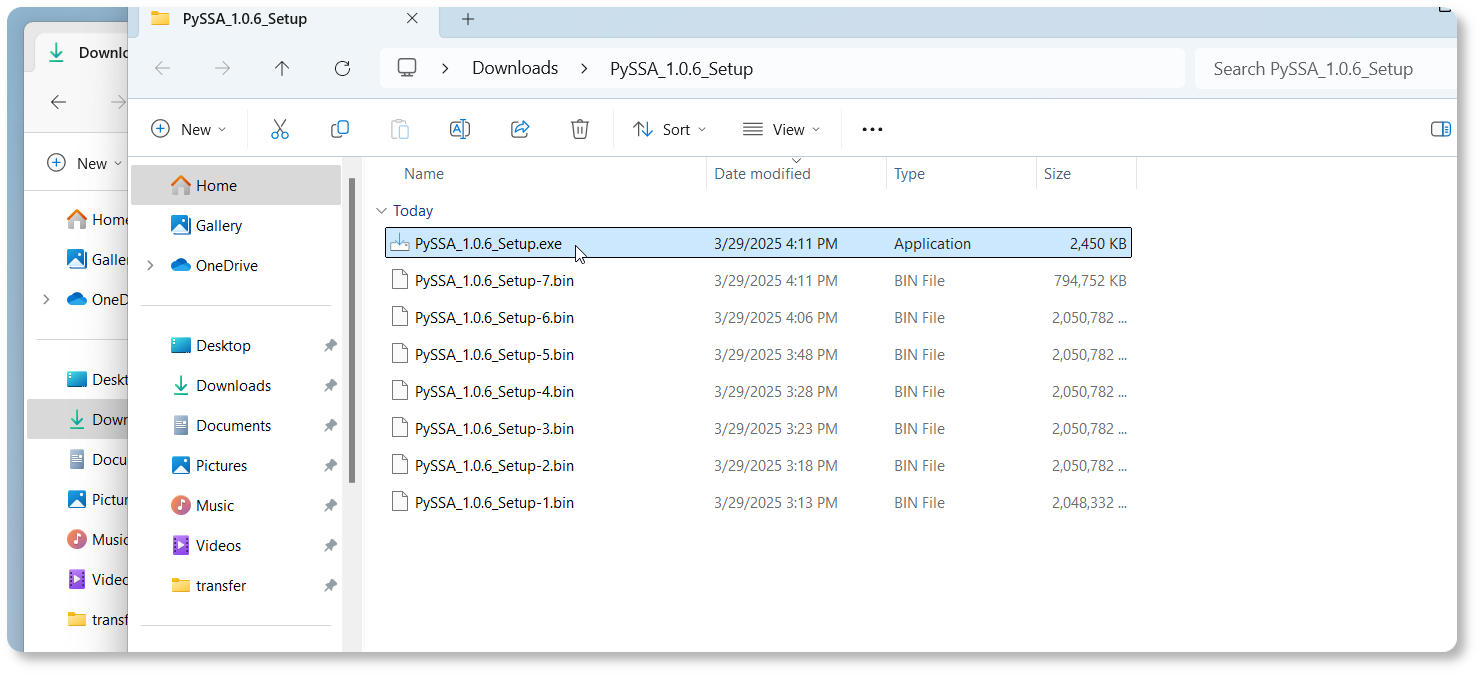 PySSA_1.0.6_Setup
Downlo
Downloads PySSA_1.0.6_Setup
Search PySSA_1.0.6_Setup
New Sort View
New
Name Date modified Type Size
Home
Gallery
OneDrive
Desktop
Downloads
Documents
Pictures
Music
Videos
transfer
Home
Galler
OneD
Deskt
Down
Docu
Pictur
Music
Videc
transf
Today
PySSA_1.0.6_Setup.exe 3/29/2025 4:11 PM Application 2,450 KB
PySSA_1.0.6_Setup-7.bin 3/29/2025 4:11 PM BIN File 794,752 KB
PySSA_1.0.6_Setup-6.bin 3/29/2025 4:06 PM BIN File 2,050,782 ...
PySSA_1.0.6_Setup-5.bin 3/29/2025 3:48 PM BIN File 2,050,782 ...
PySSA_1.0.6_Setup-4.bin 3/29/2025 3:28 PM BIN File 2,050,782 ...
PySSA_1.0.6_Setup-3.bin 3/29/2025 3:23 PM BIN File 2,050,782 ...
PySSA_1.0.6_Setup-2.bin 3/29/2025 3:18 PM BIN File 2,050,782 ...
PySSA_1.0.6_Setup-1.bin 3/29/2025 3:13 PM BIN File 2,048,332 ...